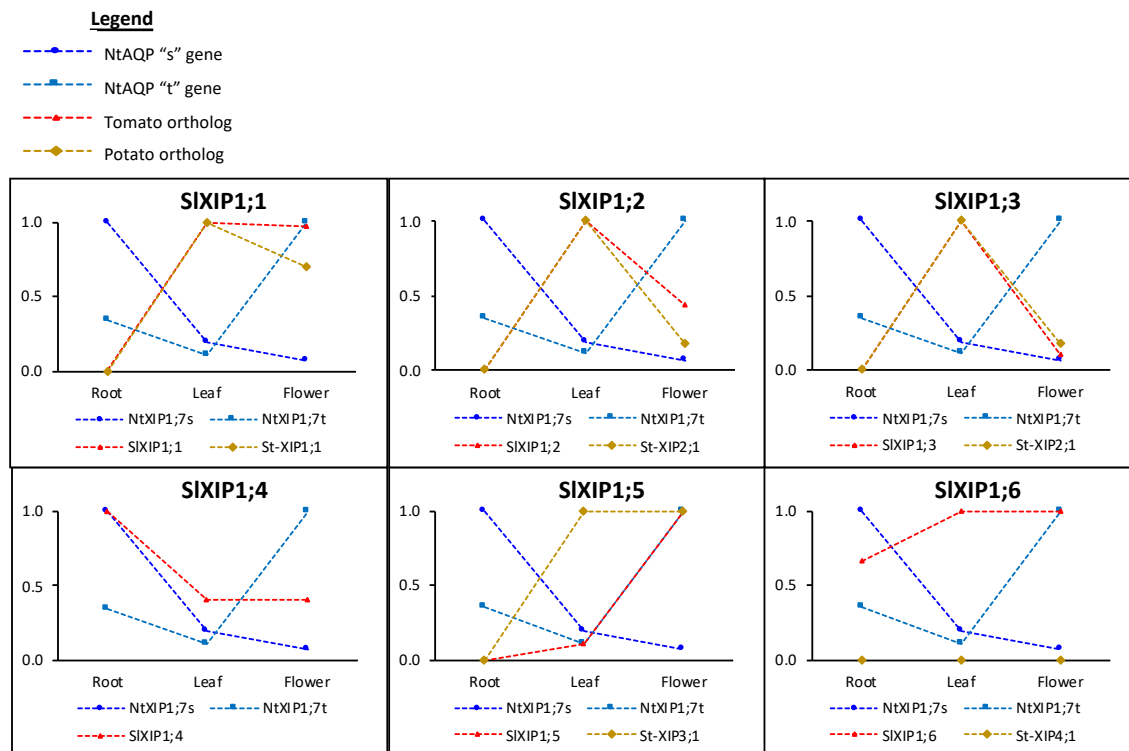 Legend
NtAQP “s” gene
NtAQP “t” gene
Tomato ortholog
Potato ortholog
SlXIP1;1
1.0
0.5
0.0
Root Leaf Flower
NtXIP1;7s NtXIP1;7t
SlXIP1;1 St-XIP1;1
SlXIP1;2
1.0
0.5
0.0
Root Leaf Flower
NtXIP1;7s NtXIP1;7t
SlXIP1;2 St-XIP2;1
SlXIP1;3
1.0
0.5
0.0
Root Leaf Flower
NtXIP1;7s NtXIP1;7t
SlXIP1;3 St-XIP2;1
SlXIP1;4
1.0
0.5
0.0
Root Leaf Flower
NtXIP1;7s NtXIP1;7t
SlXIP1;4
SlXIP1;5
1.0
0.5
0.0
Root Leaf Flower
NtXIP1;7s NtXIP1;7t
SlXIP1;5 St-XIP3;1
SlXIP1;6
1.0
0.5
0.0
Root Leaf Flower
NtXIP1;7s NtXIP1;7t
SlXIP1;6 St-XIP4;1